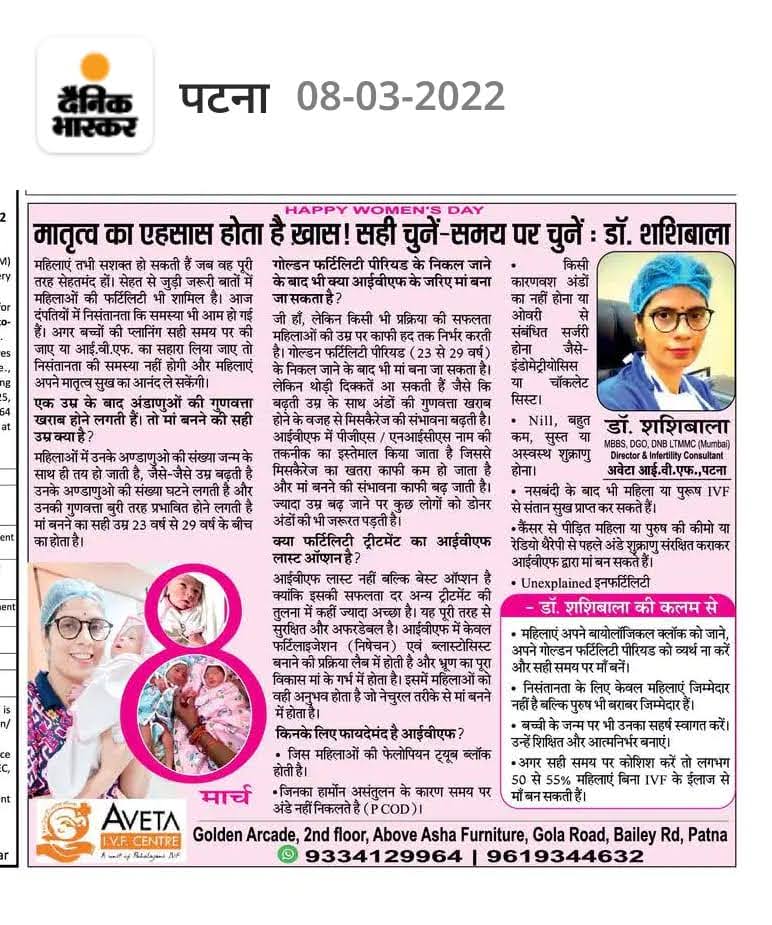 दैनिक
भास्कर
पटना 08-03-2022
HAPPY WOMEN'S DAY
मातृत्व का एहसास होता है ख़ास! सही चुनें-समय पर चुनें : डॉ. शशिबाला
महिलाएं तभी सशक्त हो सकती हैं जब वह पूरी
तरह सेहतमंद हों। सेहत से जुड़ी जरूरी बातों में
महिलाओं की फर्टिलिटी भी शामिल है। आज
दंपतियों में निसंतानता कि समस्या भी आम हो गई
हैं। अगर बच्चों की प्लानिंग सही समय पर की
जाए या आई.वी.एफ. का सहारा लिया जाए तो
निसंतानता की समस्या नहीं होगी और महिलाएं
अपने मातृत्व सुख का आनंद ले सकेंगी।
एक उम्र के बाद अंडाणुओं की गुणवत्ता
खराब होने लगती हैं। तो मां बनने की सही
उम्र क्या है?
महिलाओं में उनके अण्डाणुओ की संख्या जन्म के
साथ ही तय हो जाती है, जैसे-जैसे उम्र बढ़ती है
उनके अण्डाणुओ की संख्या घटने लगती है और
उनकी गुणवत्ता बुरी तरह प्रभावित होने लगती है
मां बनने का सही उम्र 23 वर्ष से 29 वर्ष के बीच
का होता है।
8
मार्च
गोल्डन फर्टिलिटी पीरियड के निकल जाने
के बाद भी क्या आईवीएफ के जरिए मां बना
जा सकता है?
जी हाँ, लेकिन किसी भी प्रक्रिया की सफलता
महिलाओं की उम्र पर काफी हद तक निर्भर करती
है। गोल्डन फर्टिलिटी पीरियड (23 से 29 वर्ष)
के निकल जाने के बाद भी मां बना जा सकता है।
लेकिन थोड़ी दिक्कतें आ सकती हैं जैसे कि
बढ़ती उम्र के साथ अंडों की गुणवत्ता खराब
होने के वजह से मिसकैरेज की संभावना बढ़ती है।
आईवीएफ में पीजीएस / एनआईसीएस नाम की
तकनीक का इस्तेमाल किया जाता है जिससे
मिसकैरेज का खतरा काफी कम हो जाता है
और मां बनने की संभावना काफी बढ़ जाती है।
ज्यादा उम्र बढ़ जाने पर कुछ लोगों को डोनर
अंडों की भी जरूरत पड़ती है।
क्या फर्टिलिटी ट्रीटमेंट का आईवीएफ
लास्ट ऑप्शन है?
आईवीएफ लास्ट नहीं बल्कि बेस्ट ऑप्शन है
क्योंकि इसकी सफलता दर अन्य ट्रीटमेंट की
तुलना में कहीं ज्यादा अच्छा है। यह पूरी तरह से
सुरक्षित और अफरडेबल है। आईवीएफ में केवल
फर्टिलाइजेशन (निषेचन) एवं ब्लास्टोसिस्ट
बनाने की प्रक्रिया लैब में होती है और भ्रूण का पूरा
विकास मां के गर्भ में होता है। इसमें महिलाओं को
वही अनुभव होता है जो नेचुरल तरीके से मां बनने
में होता है।
किनके लिए फायदेमंद है आईवीएफ?
• जिस महिलाओं की फेलोपियन ट्यूब ब्लॉक
होती है।
•जिनका हार्मोन असंतुलन के कारण समय पर
अंडे नहीं निकलते है (P COD)।
• किसी
कारणवश अंडों
का नहीं होना या
ओवरी से
संबंधित सर्जरी
होना जैसे-
इंडोमेट्रीयोसिस
या चॉकलेट
सिस्ट।
• Nill, बहुत
कम, सुस्त या
अस्वस्थ शुक्राणु
होना।
डॉ. शशिबाला
MBBS, DGO, DNB LTMMC (Mumbai)
Director & Infertility Consultant
अवेटा आई.वी.एफ.,पटना
• नसबंदी के बाद भी महिला या पुरूष IVF
से संतान सुख प्राप्त कर सकते हैं।
•कैंसर से पीड़ित महिला या पुरुष की कीमो या
रेडियो थैरेपी से पहले अंडे शुक्राणु संरक्षित कराकर
आईवीएफ द्वारा मां बन सकते हैं।
• Unexplained इनफर्टिलिटी
- डॉ. शशिबाला की कलम से
• महिलाएं अपने बायोलॉजिकल क्लॉक को जाने,
अपने गोल्डन फर्टिलिटी पीरियड को व्यर्थ ना करें
और सही समय पर माँ बनें।
• निसंतानता के लिए केवल महिलाएं जिम्मेदार
नहीं है बल्कि पुरुष भी बराबर जिम्मेदार हैं।
• बच्ची के जन्म पर भी उनका सहर्ष स्वागत करें।
उन्हें शिक्षित और आत्मनिर्भर बनाएं।
•अगर सही समय पर कोशिश करें तो लगभग
50 से 55% महिलाएं बिना IVF के ईलाज से
माँ बन सकती हैं।
AVETA
I.V.F. CENTRE
A unit of Pahalajani IVF
Golden Arcade, 2nd floor, Above Asha Furniture, Gola Road, Bailey Rd, Patna
9334129964 | 9619344632